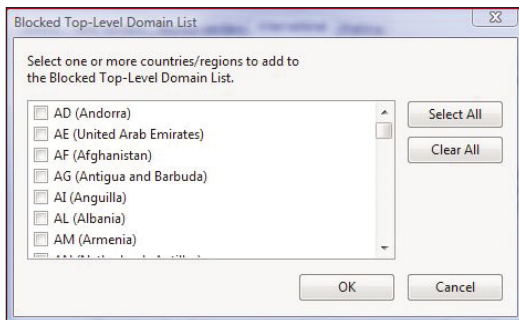 Blocked Top-Level Domain List
Select one or more countries/regions to add to
the Blocked Top-Level Domain List.
AD (Andorra)
AE (United Arab Emirates)
AF (Afghanistan)
AG (Antigua and Barbuda)
AI (Anguilla)
AL (Albania)
AM (Armenia)
Select All
Clear All
OK
Cancel